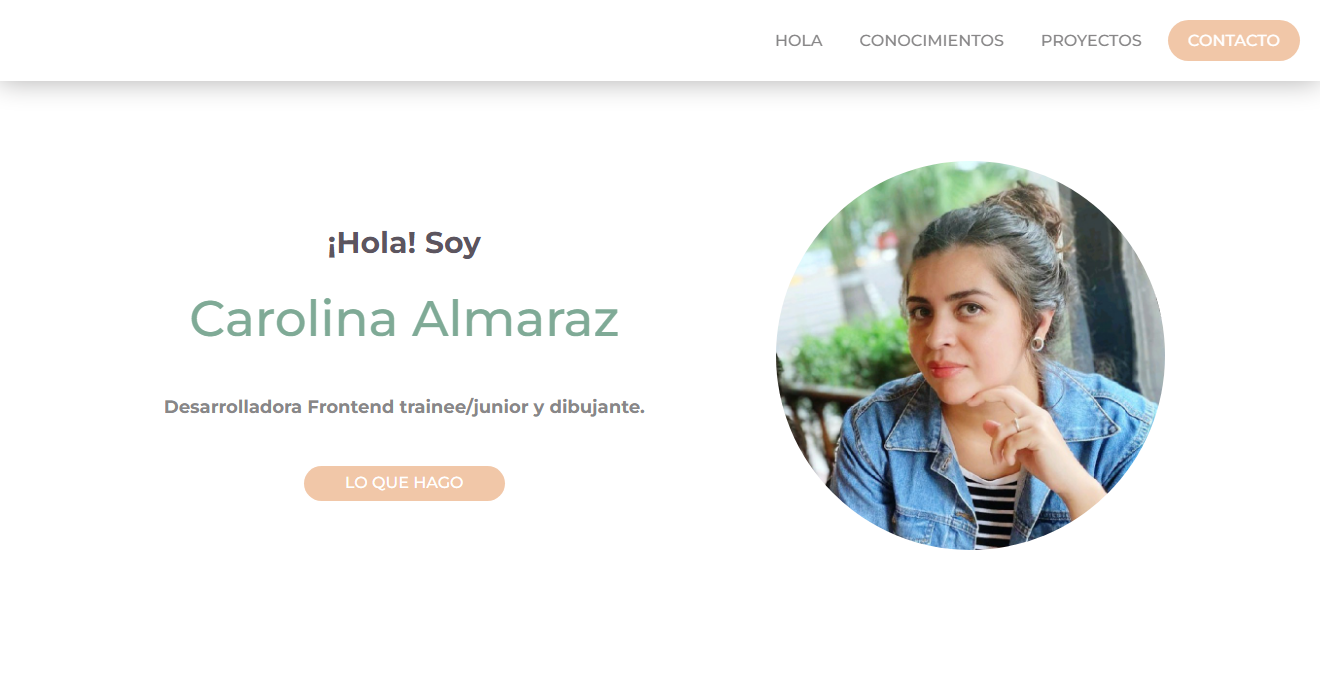 HOLA CONOCIMIENTOS PROYECTOS CONTACTO
¡Hola! Soy
Carolina Almaraz
Desarrolladora Frontend trainee/junior y dibujante.
LO QUE HAGO